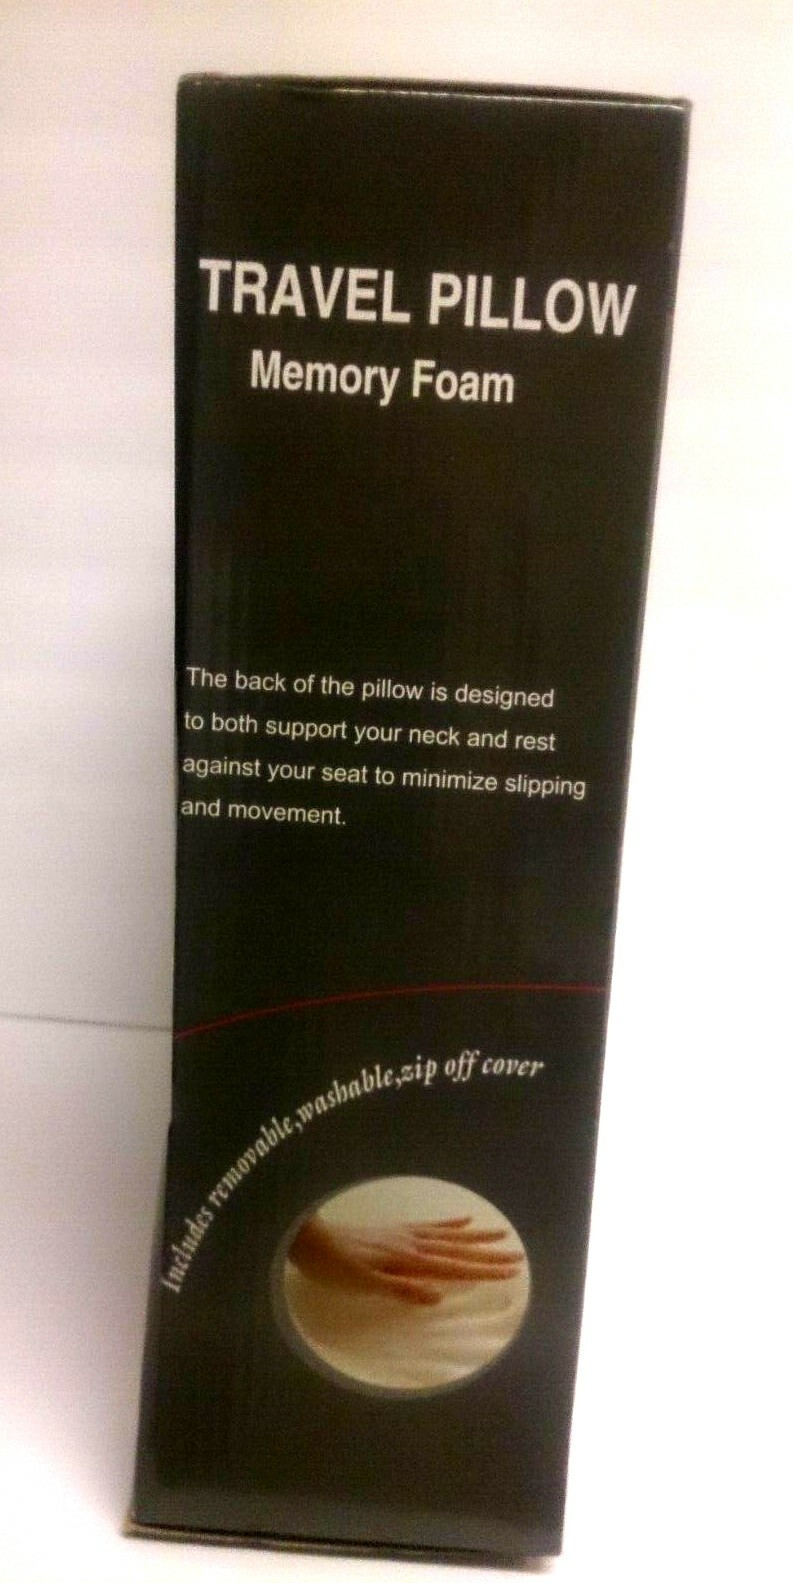 TRAVEL PILLOW
Memory Foam
The back of the pillow is designed
to both support your neck and rest
against your seat to minimize slipping
and movement.
Includes removable,washable,zip off cover